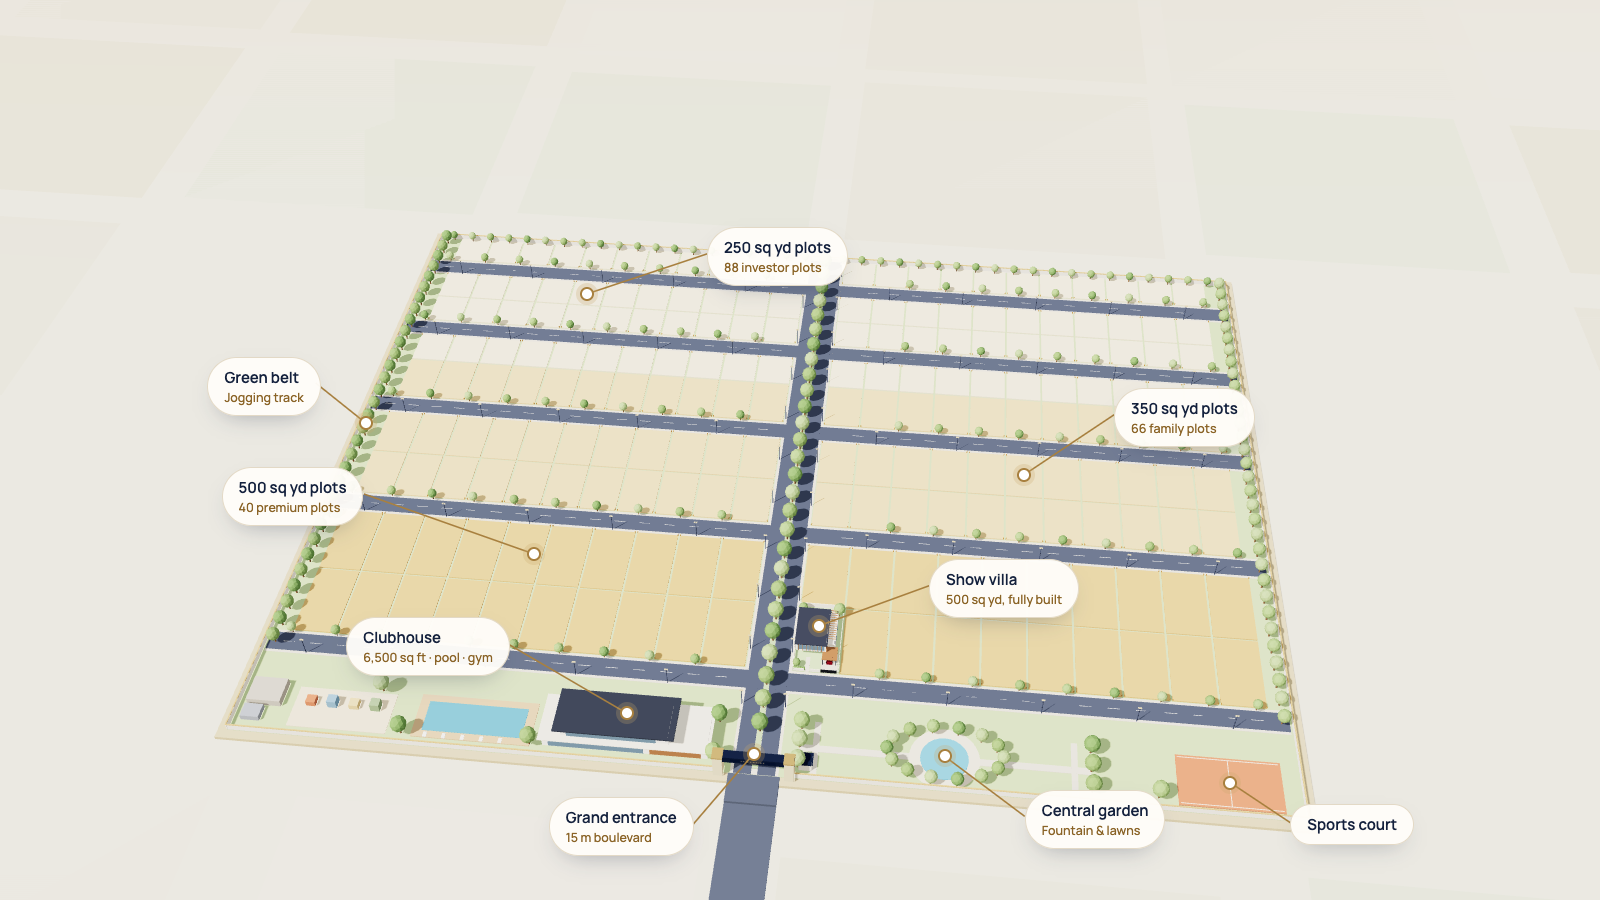 250 sq yd plots
88 investor plots
Green belt
Jogging track
350 sq yd plots
66 family plots
500 sq yd plots
40 premium plots
Show villa
500 sq yd, fully built
Clubhouse
6,500 sq ft · pool · gym
Grand entrance
15 m boulevard
Central garden
Fountain & lawns
Sports court